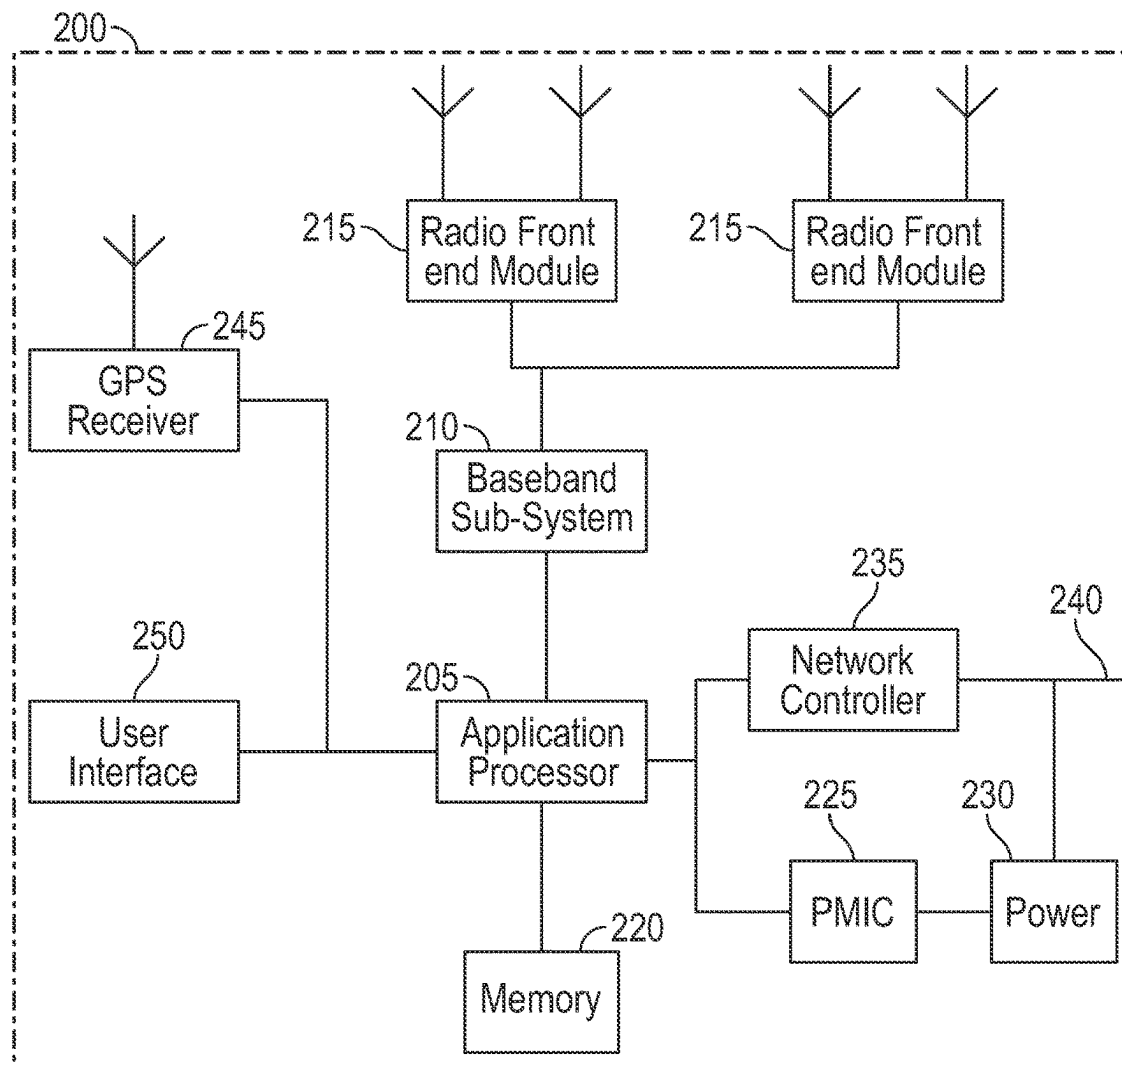 200
215
Radio Front
end Module
215
Radio Front
end Module
245
GPS
Receiver
210
Baseband
Sub-System
235
Network
Controller
240
250
User
Interface
205
Application
Processor
225
PMIC
230
Power
220
Memory